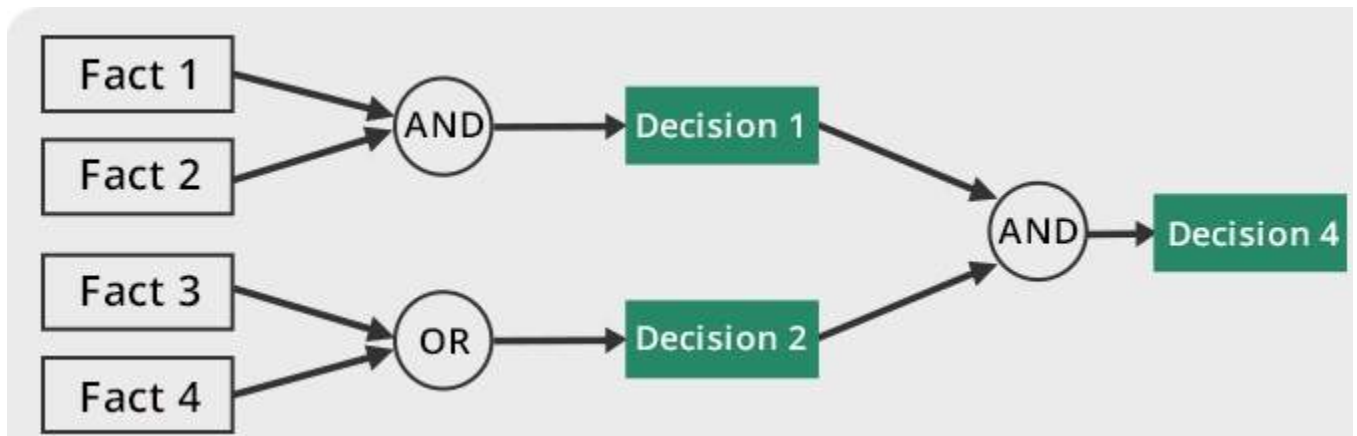 Fact 1
Fact 2
AND
Decision 1
Fact 3
Fact 4
OR
Decision 2
AND
Decision 4